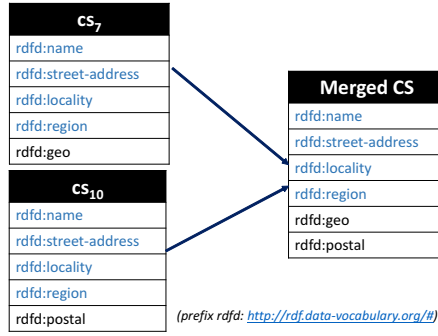 cs7
rdfd:name
rdfd:street-address
rdfd:locality
rdfd:region
rdfd:geo
cs10
rdfd:name
rdfd:street-address
rdfd:locality
rdfd:region
rdfd:postal
Merged CS
rdfd:name
rdfd:street-address
rdfd:locality
rdfd:region
rdfd:geo
rdfd:postal
(prefix rdfd: http://rdf.data-vocabulary.org/#)